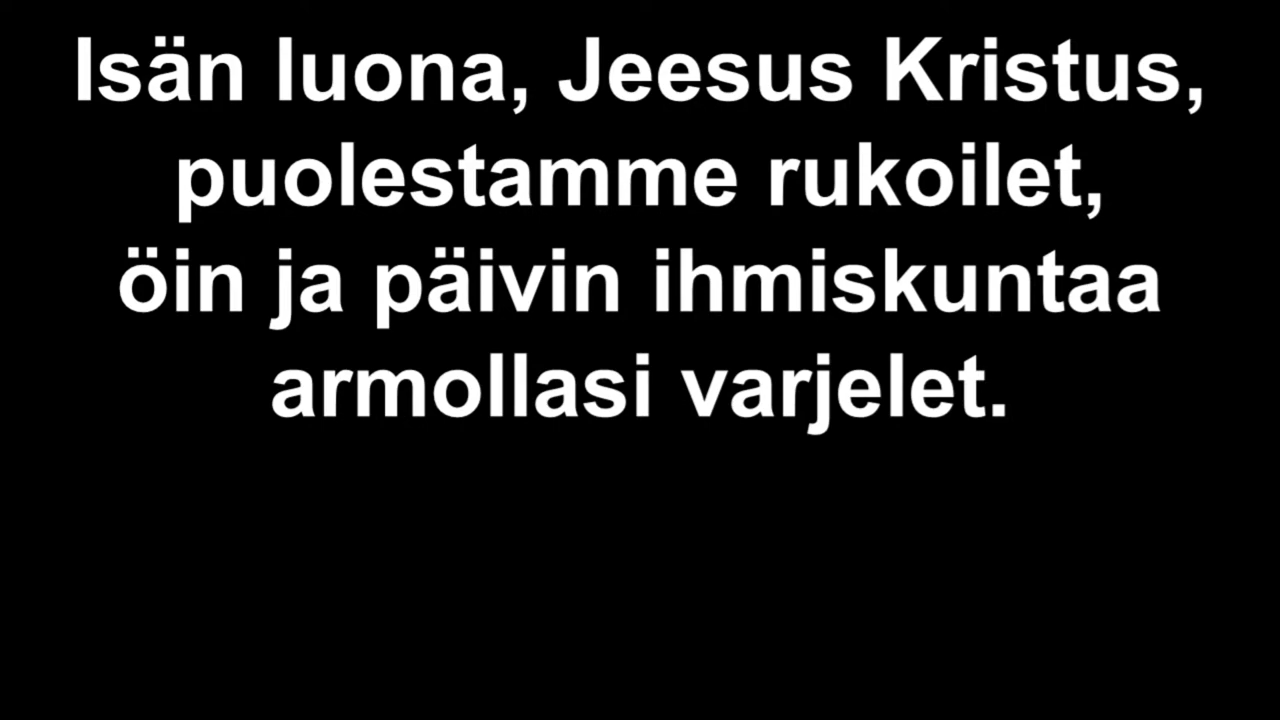 Isän luona, Jeesus Kristus,
puolestamme rukoilet,
öin ja päivin ihmiskuntaa
armollasi varjelet.